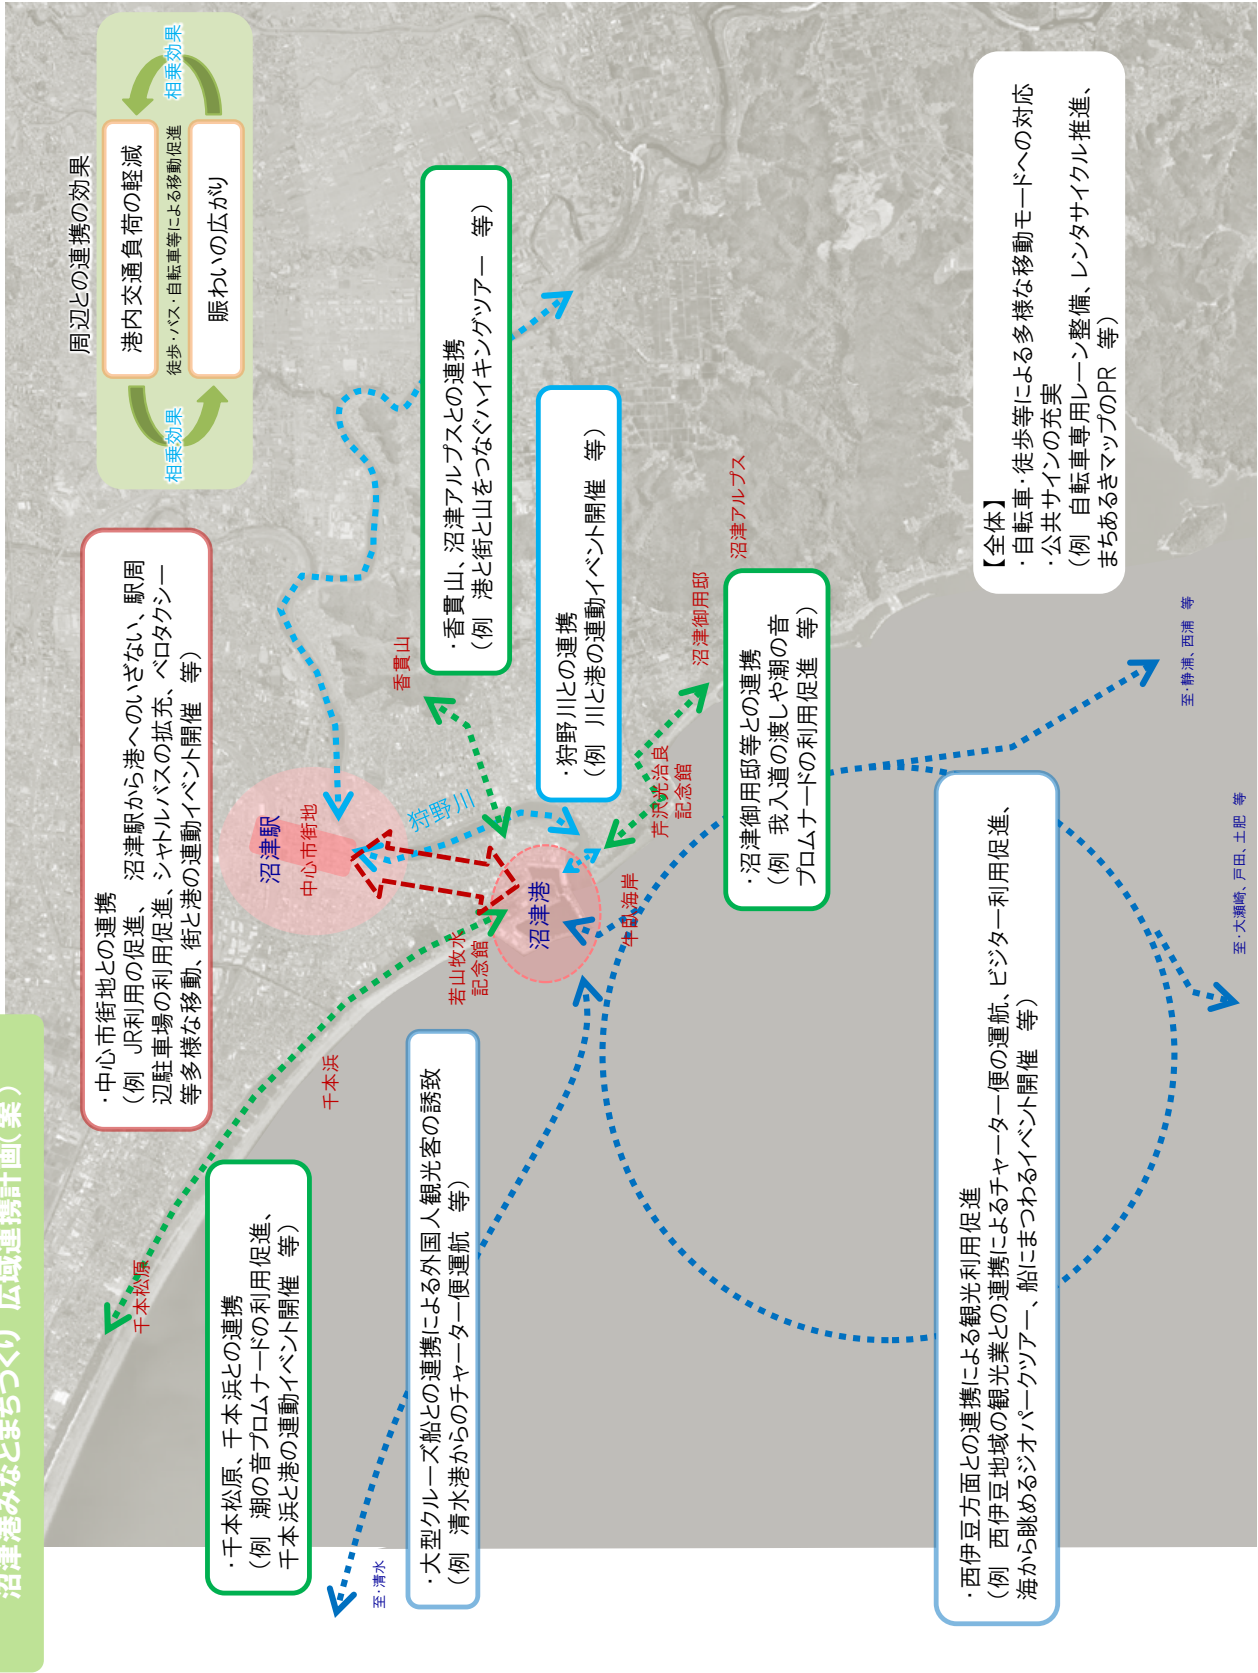 沼津港みなとまちづくり 広域連携計画(案)
・中心市街地との連携
(例 JR利用の促進、 沼津駅から港へのいざない、駅周
辺駐車場の利用促進、シャトルバスの拡充、ベロタクシー
等多様な移動、街と港の連動イベント開催 等)
周辺との連携の効果
港内交通負荷の軽減
徒歩・バス・自転車等による移動促進
賑わいの広がり
相乗効果
相乗効果
・千本松原、千本浜との連携
(例 潮の音プロムナードの利用促進、
千本浜と港の連動イベント開催 等)
千本松原
千本浜
沼津駅
中心市街地
香貫山
・香貫山、沼津アルプスとの連携
(例 港と街と山をつなぐハイキングツアー 等)
至・清水
・大型クルーズ船との連携による外国人観光客の誘致
(例 清水港からのチャーター便運航 等)
若山牧水
記念館
狩野川
沼津港
・狩野川との連携
(例 川と港の連動イベント開催 等)
牛臥海岸
芹沢光治良
記念館
沼津御用邸
沼津アルプス
・沼津御用邸等との連携
(例 我入道の渡しや潮の音
プロムナードの利用促進 等)
・西伊豆方面との連携による観光利用促進
(例 西伊豆地域の観光業との連携によるチャーター便の運航、ビジター利用促進、
海から眺めるジオパークツアー、船にまつわるイベント開催 等)
【全体】
・自転車・徒歩等による多様な移動モードへの対応
・公共サインの充実
(例 自転車専用レーン整備、レンタサイクル推進、
まちあるきマップのPR 等)
至・静浦、西浦 等
至・大瀬崎、戸田、土肥 等